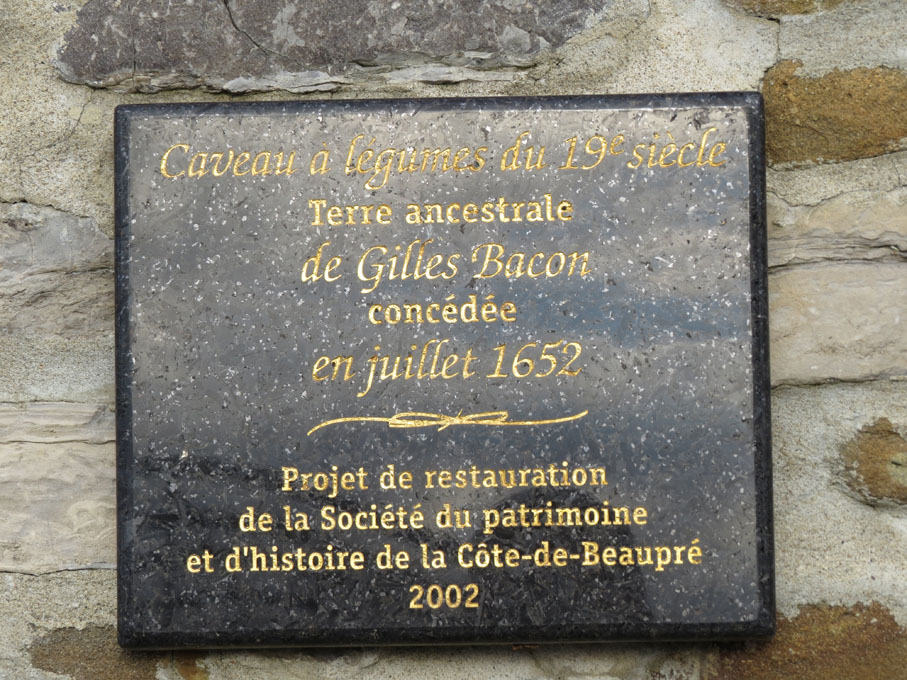 Caveau à légumes du 19e siècle
Terre ancestrale
de Gilles Bacon
concédée
en juillet 1652
Projet de restauration
de la Société du patrimoine
et d'histoire de la Côte-de-Beaupré
2002